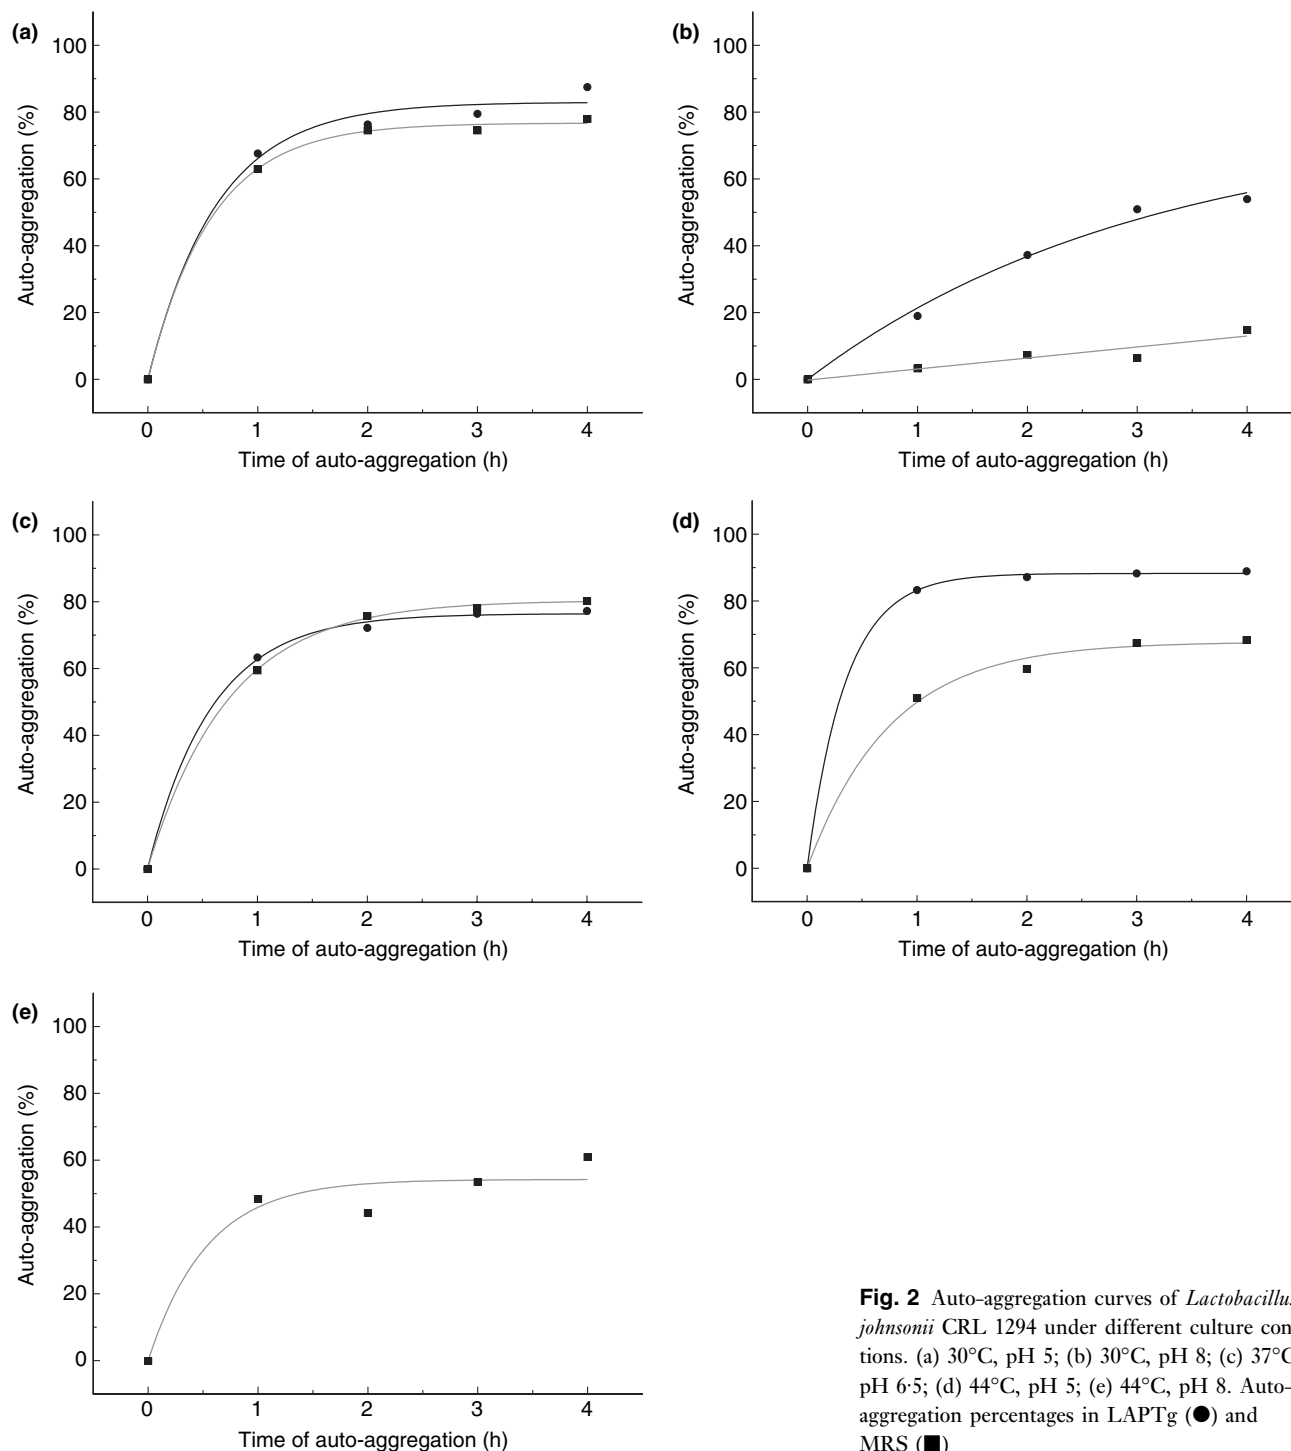 (a)
100
80
60
40
20
0
Auto-aggregation (%)
0 1 2 3 4
Time of auto-aggregation (h)
(b)
100
80
60
40
20
0
Auto-aggregation (%)
0 1 2 3 4
Time of auto-aggregation (h)
(c)
100
80
60
40
20
0
Auto-aggregation (%)
0 1 2 3 4
Time of auto-aggregation (h)
(d)
100
80
60
40
20
0
Auto-aggregation (%)
0 1 2 3 4
Time of auto-aggregation (h)
(e)
100
80
60
40
20
0
Auto-aggregation (%)
0 1 2 3 4
Time of auto-aggregation (h)
Fig. 2 Auto-aggregation curves of Lactobacillus
johnsonii CRL 1294 under different culture con
tions. (a) 30°C, pH 5; (b) 30°C, pH 8; (c) 37°C
pH 6·5; (d) 44°C, pH 5; (e) 44°C, pH 8. Auto-
aggregation percentages in LAPTg (●) and
MRS (■)